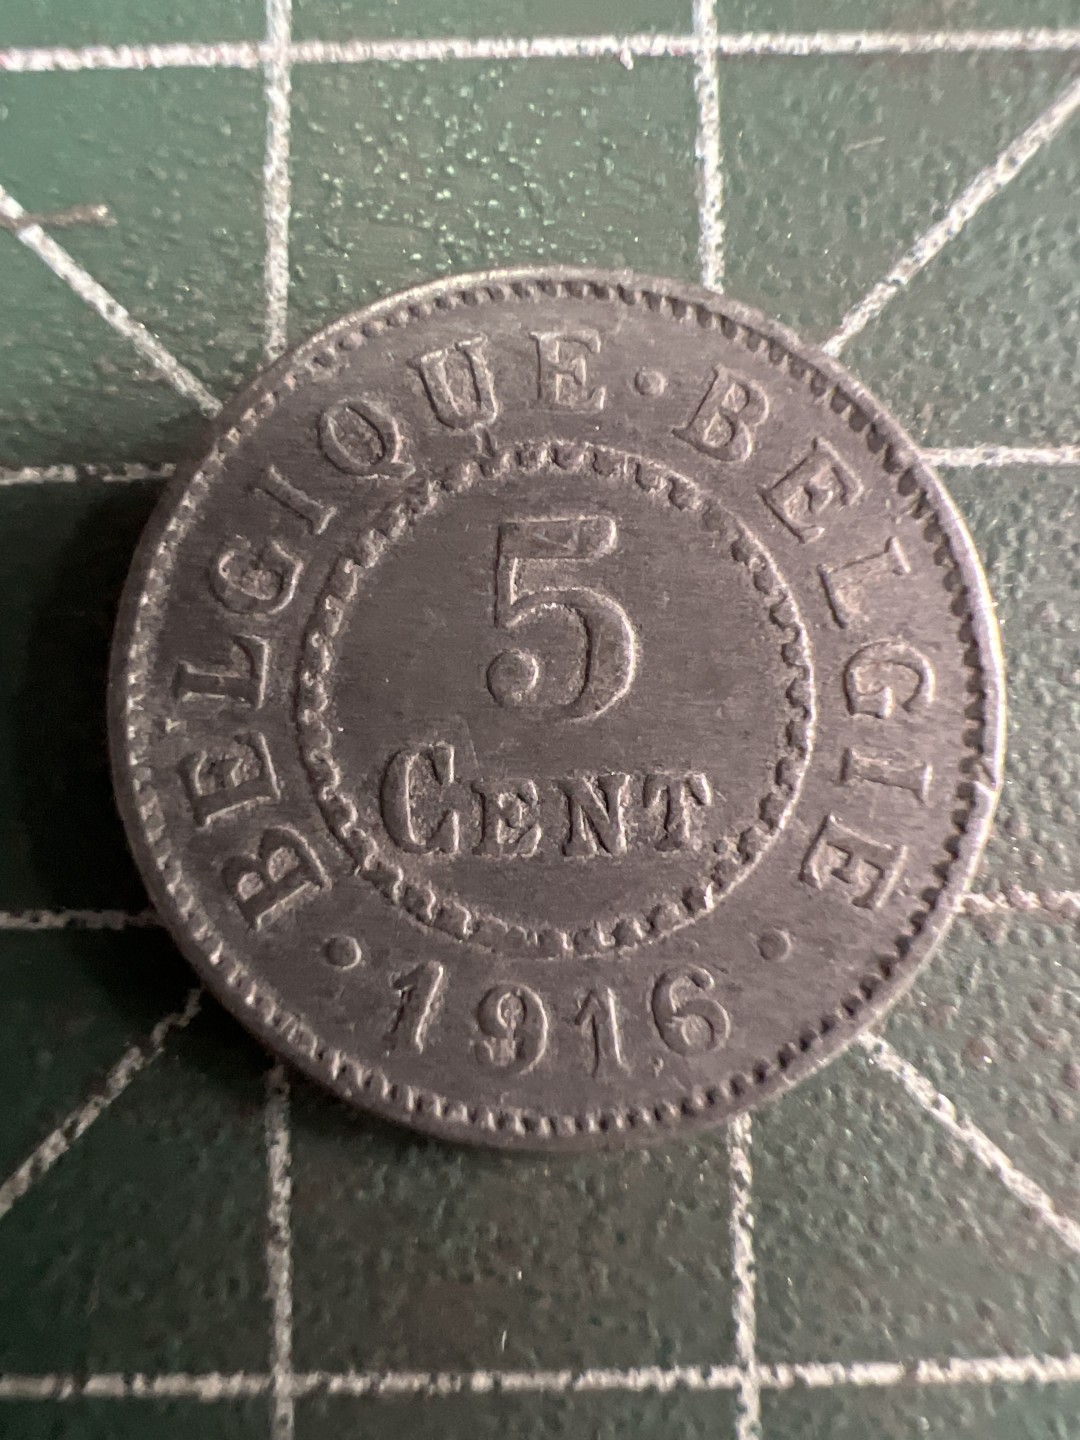 BELGIQUE · BELGIE
5
CENT
· 1916 ·